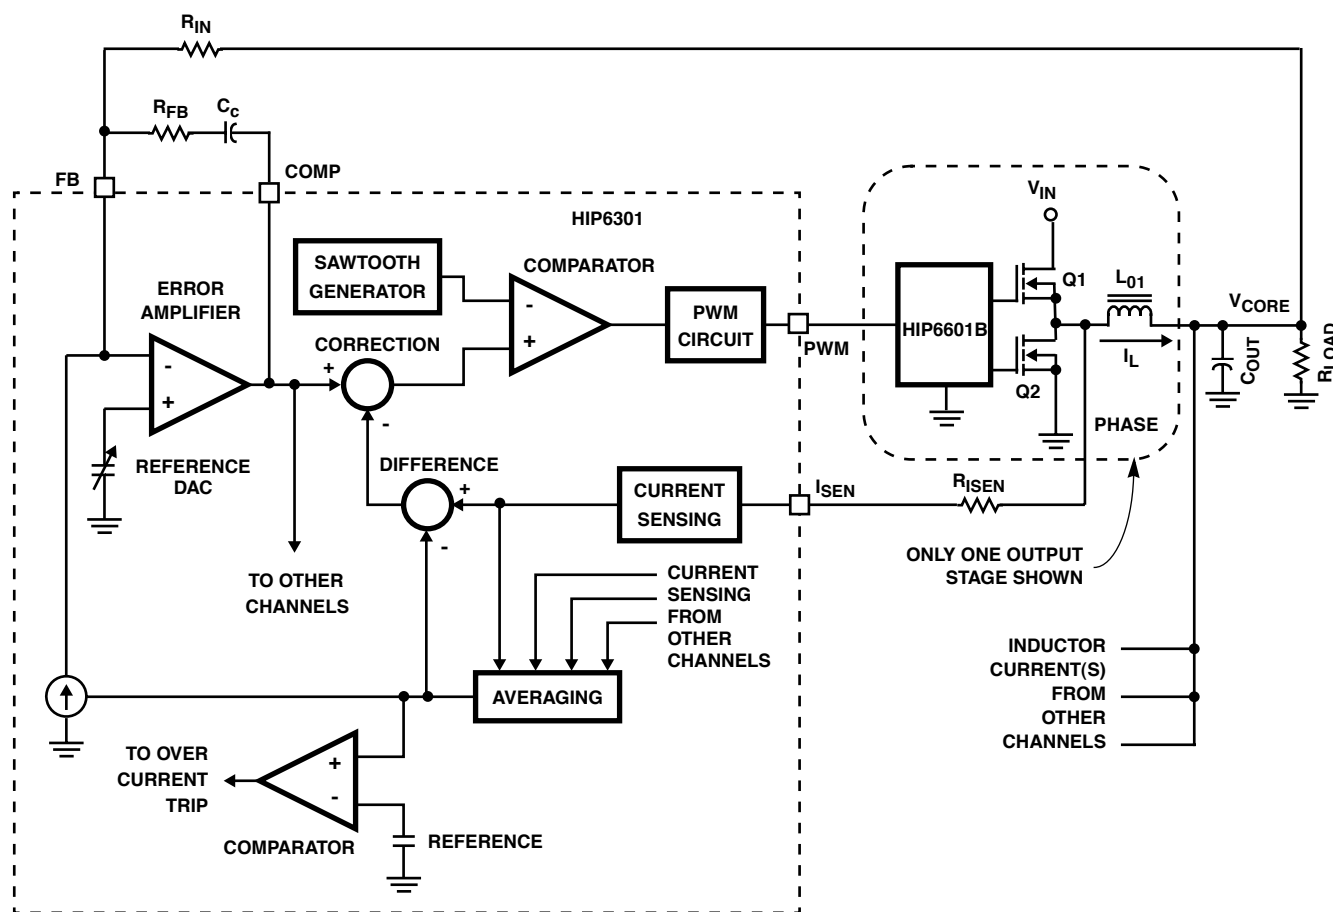 RIN
RFB
Cc
FB
COMP
HIP6301
VIN
SAWTOOTH
GENERATOR
COMPARATOR
ERROR
AMPLIFIER
PWM
CIRCUIT
PWM
HIP6601B
Q1
Q2
L01
IL
VCORE
COUT
RLOAD
PHASE
CORRECTION
+
-
-
+
-
+
REFERENCE
DAC
DIFFERENCE
+
-
CURRENT
SENSING
ISEN
RISEN
ONLY ONE OUTPUT
STAGE SHOWN
TO OTHER
CHANNELS
CURRENT
SENSING
FROM
OTHER
CHANNELS
INDUCTOR
CURRENT(S)
FROM
OTHER
CHANNELS
AVERAGING
TO OVER
CURRENT
TRIP
+
-
COMPARATOR
REFERENCE